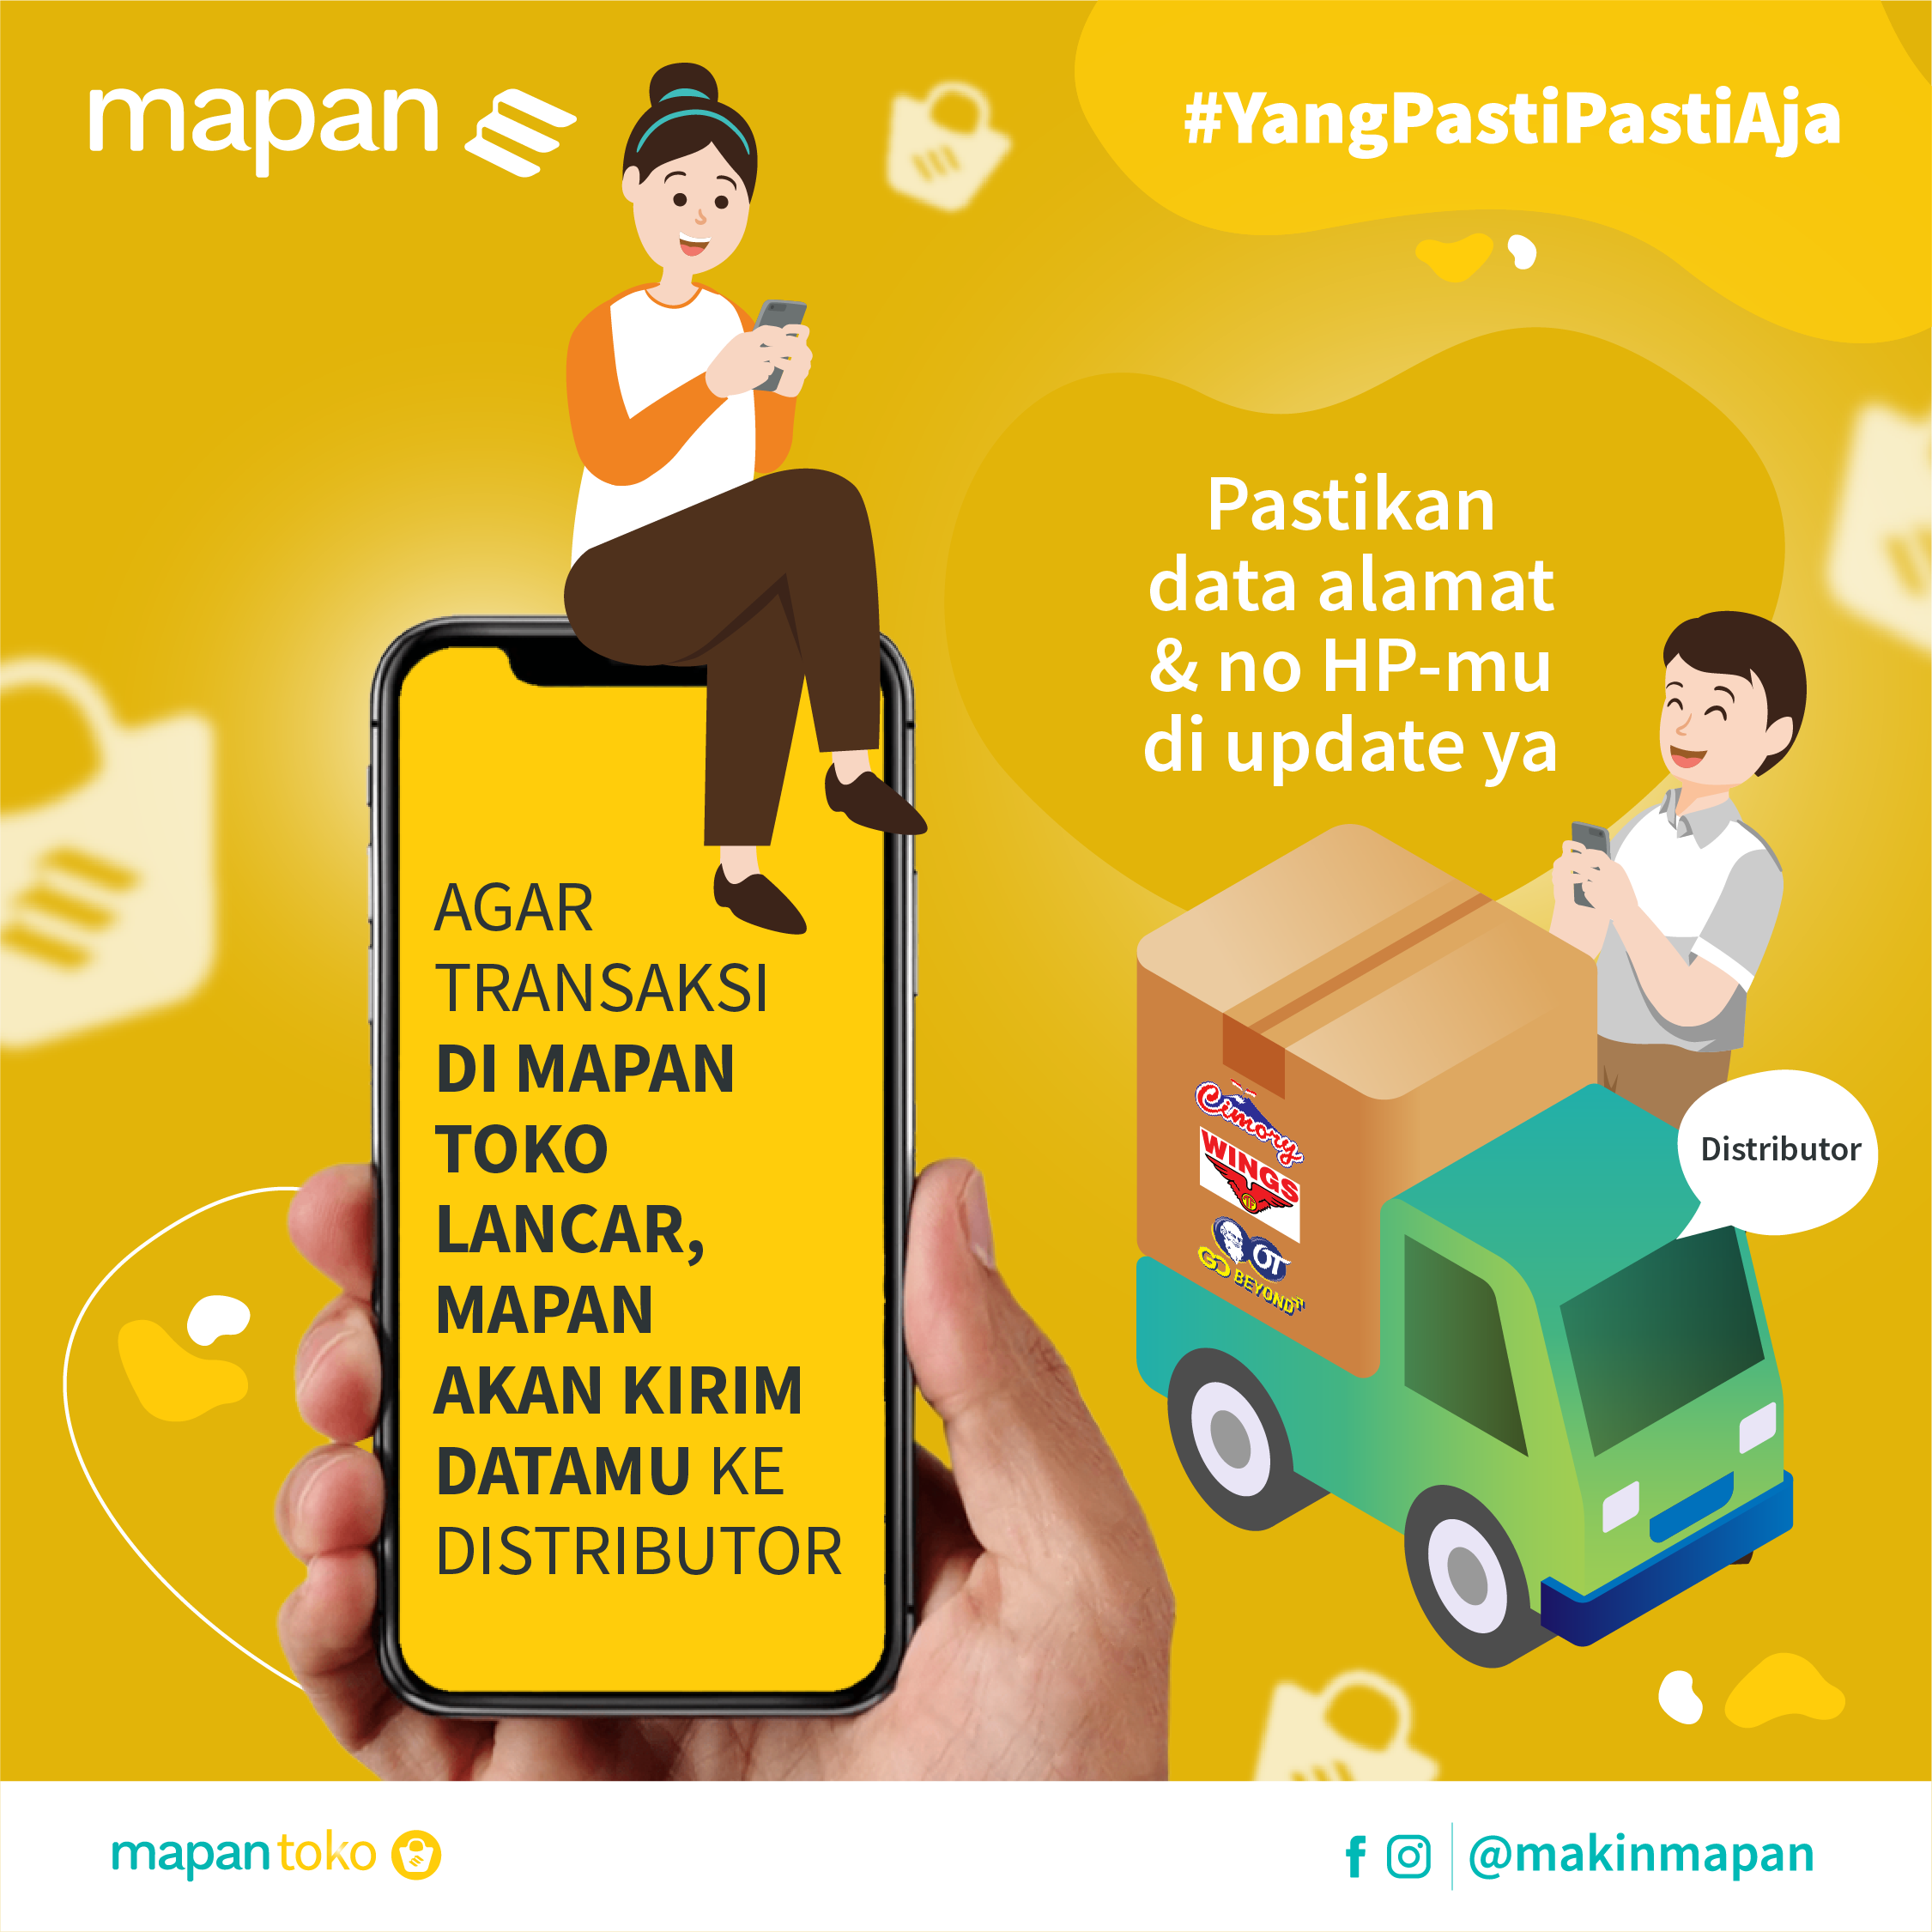 mapan
#YangPastiPastiAja
Pastikan
data alamat
& no HP-mu
di update ya
AGAR
TRANSAKSI
DI MAPAN
TOKO
LANCAR,
MAPAN
AKAN KIRIM
DATAMU KE
DISTRIBUTOR
Cimory
WINGS
OT
GO BEYOND
Distributor
mapan toko
@makinmapan